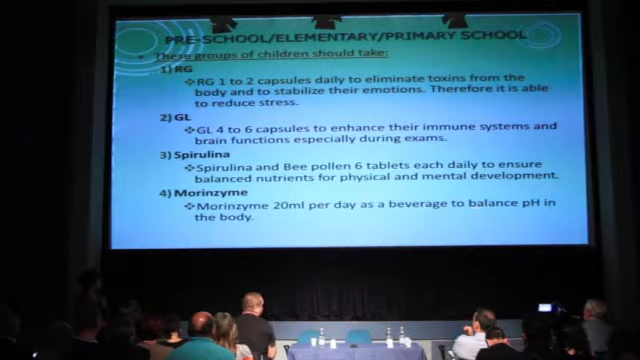 PRE-SCHOOL/ELEMENTARY/PRIMARY SCHOOL
• These groups of children should take:
1) RG
❖RG 1 to 2 capsules daily to eliminate toxins from the
body and to stabilize their emotions. Therefore it is able
to reduce stress.
2) GL
❖GL 4 to 6 capsules to enhance their immune systems and
brain functions especially during exams.
3) Spirulina
❖Spirulina and Bee pollen 6 tablets each daily to ensure
balanced nutrients for physical and mental development.
4) Morinzyme
❖Morinzyme 20ml per day as a beverage to balance pH in
the body.